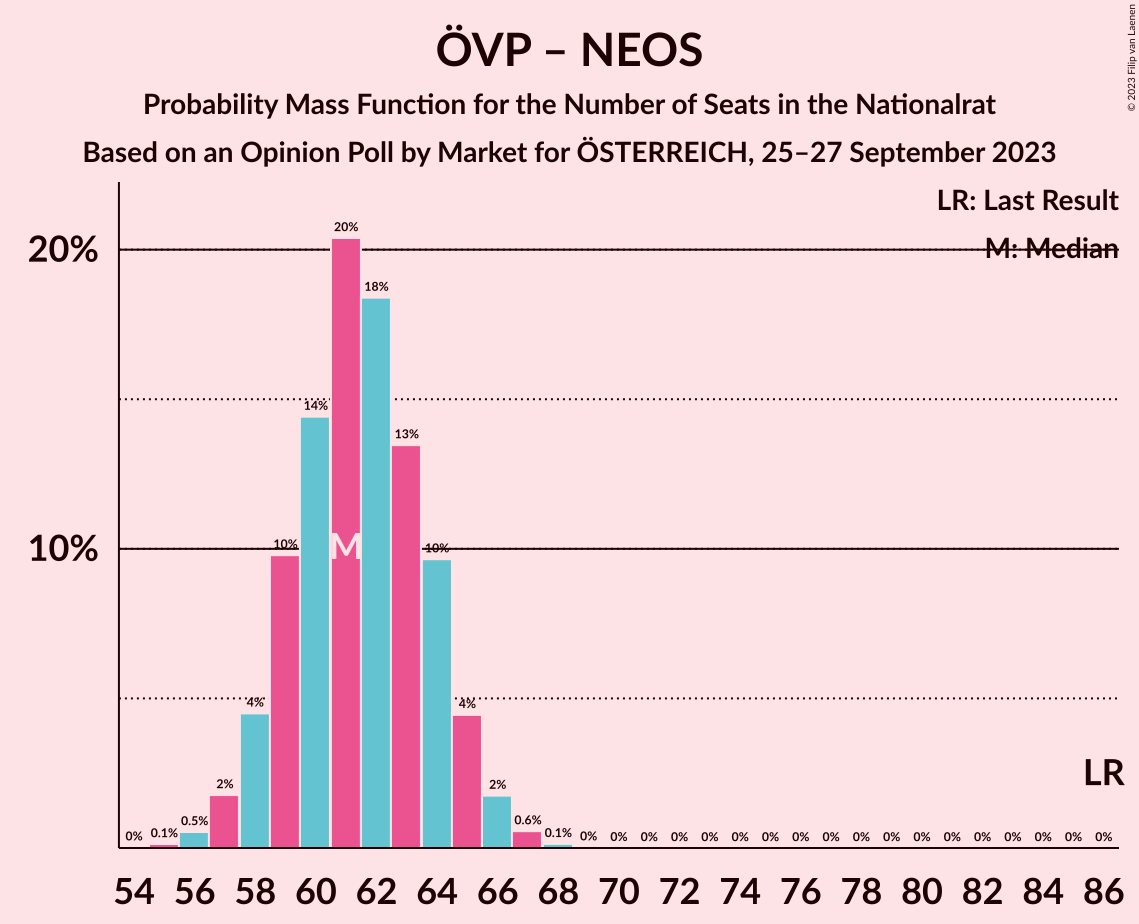 ÖVP – NEOS
Probability Mass Function for the Number of Seats in the Nationalrat
Based on an Opinion Poll by Market for ÖSTERREICH, 25–27 September 2023
© 2023 Filip van Laenen
LR: Last Result
M: Median
20%
10%
0% 0.1% 0.5% 2% 4% 10% 14% 20% 18% 13% 10% 4% 2% 0.6% 0.1% 0% 0% 0% 0% 0% 0% 0% 0% 0% 0% 0% 0% 0% 0% 0% 0% 0% 0%
M
LR
54 56 58 60 62 64 66 68 70 72 74 76 78 80 82 84 86